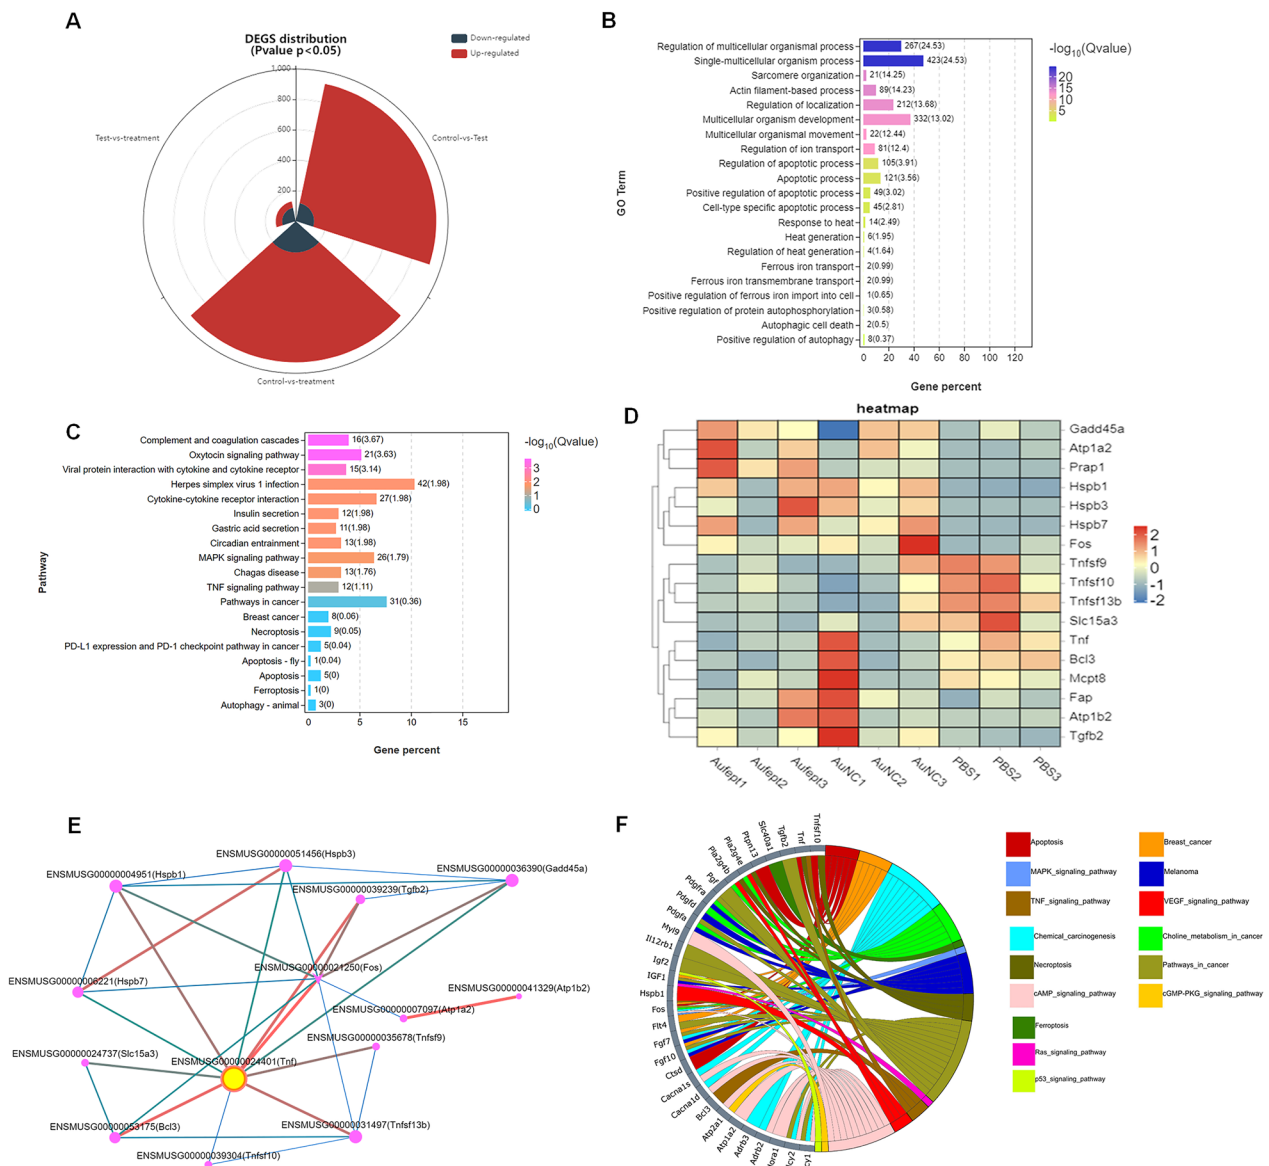 A
DEGS distribution
(Pvalue p<0.05)
Down-regulated
Up-regulated
1,000
800
600
400
200
Test-vs-treatment
Control-vs-Test
Control-vs-treatment
B
GO Term
Regulation of multicellular organismal process 267(24.53)
Single-multicellular organism process 423(24.53)
Sarcomere organization 21(14.25)
Actin filament-based process 89(14.23)
Regulation of localization 212(13.68)
Multicellular organism development 332(13.02)
Multicellular organismal movement 22(12.44)
Regulation of ion transport 81(12.4)
Regulation of apoptotic process 105(3.91)
Apoptotic process 121(3.56)
Positive regulation of apoptotic process 49(3.02)
Cell-type specific apoptotic process 45(2.81)
Response to heat 14(2.49)
Heat generation 6(1.95)
Regulation of heat generation 4(1.64)
Ferrous iron transport 2(0.99)
Ferrous iron transmembrane transport 2(0.99)
Positive regulation of ferrous iron import into cell 1(0.65)
Positive regulation of protein autophosphorylation 3(0.58)
Autophagic cell death 2(0.5)
Positive regulation of autophagy 8(0.37)
0 20 40 60 80 100 120
Gene percent
-log10(Qvalue)
20
15
10
5
C
Pathway
Complement and coagulation cascades 16(3.67)
Oxytocin signaling pathway 21(3.63)
Viral protein interaction with cytokine and cytokine receptor 15(3.14)
Herpes simplex virus 1 infection 42(1.98)
Cytokine-cytokine receptor interaction 27(1.98)
Insulin secretion 12(1.98)
Gastric acid secretion 11(1.98)
Circadian entrainment 13(1.98)
MAPK signaling pathway 26(1.79)
Chagas disease 13(1.76)
TNF signaling pathway 12(1.11)
Pathways in cancer 31(0.36)
Breast cancer 8(0.06)
Necroptosis 9(0.05)
PD-L1 expression and PD-1 checkpoint pathway in cancer 5(0.04)
Apoptosis - fly 1(0.04)
Apoptosis 5(0)
Ferroptosis 1(0)
Autophagy - animal 3(0)
0 5 10 15
Gene percent
-log10(Qvalue)
3
2
1
0
D
heatmap
Gadd45a
Atp1a2
Prap1
Hspb1
Hspb3
Hspb7
Fos
Tnfsf9
Tnfsf10
Tnfsf13b
Slc15a3
Tnf
Bcl3
Mcpt8
Fap
Atp1b2
Tgfb2
Aufept1 Aufept2 Aufept3 AuNC1 AuNC2 AuNC3 PBS1 PBS2 PBS3
2
1
0
-1
-2
E
ENSMUSG00000051456(Hspb3)
ENSMUSG00000004951(Hspb1)
ENSMUSG00000036390(Gadd45a)
ENSMUSG00000039239(Tgfb2)
ENSMUSG00000021250(Fos)
ENSMUSG00000006221(Hspb7)
ENSMUSG00000041329(Atp1b2)
ENSMUSG00000007097(Atp1a2)
ENSMUSG00000035678(Tnfsf9)
ENSMUSG00000024737(Slc15a3)
ENSMUSG00000024401(Tnf)
ENSMUSG00000053175(Bcl3)
ENSMUSG00000031497(Tnfsf13b)
ENSMUSG00000039304(Tnfsf10)
F
Tnfsf10
Tnf
Tgfb2
Slc40a1
Ptpn13
Pla2g4e
Pla2g4b
Pgf
Pdgfra
Pdgfd
Pdgfa
Myl9
Il12rb1
Igf2
IGF1
Hspb1
Fos
Flt4
Fgf7
Fgf10
Ctsd
Cacna1s
Cacna1d
Bcl3
Atp2a1
Atp1a2
Adrb3
Adrb2
Apoptosis
Breast_cancer
MAPK_signaling_pathway
Melanoma
TNF_signaling_pathway
VEGF_signaling_pathway
Chemical_carcinogenesis
Choline_metabolism_in_cancer
Necroptosis
Pathways_in_cancer
cAMP_signaling_pathway
cGMP-PKG_signaling_pathway
Ferroptosis
Ras_signaling_pathway
p53_signaling_pathway